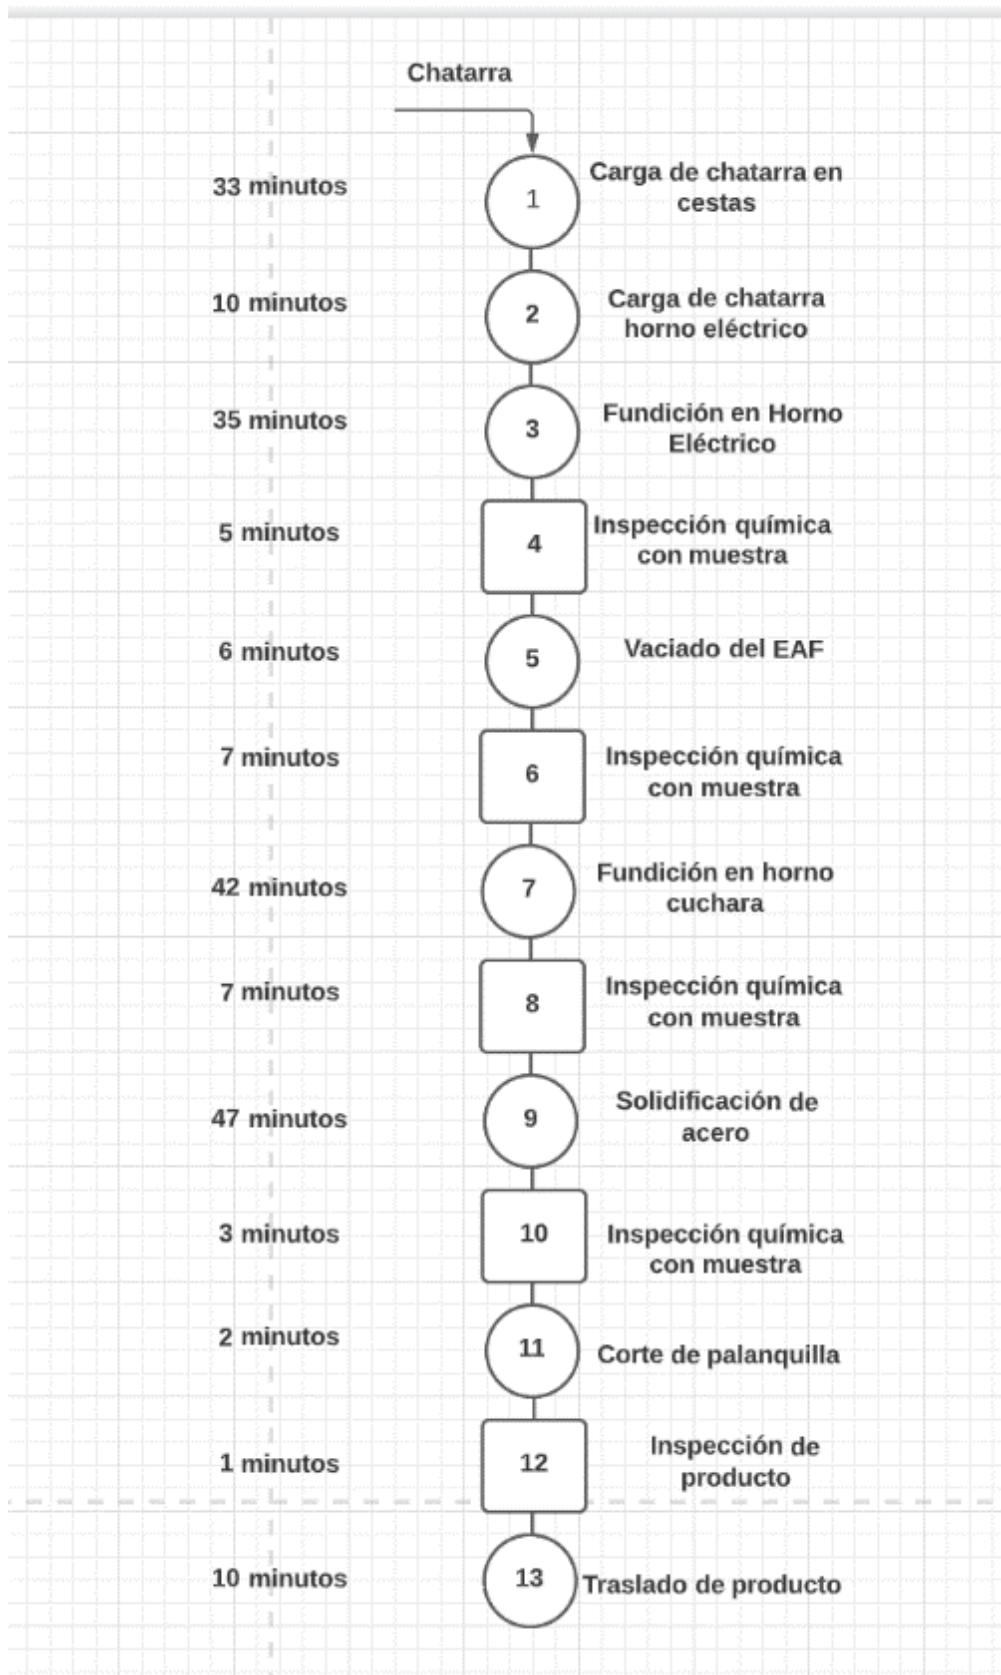 Chatarra
33 minutos
1
Carga de chatarra en
cestas
10 minutos
2
Carga de chatarra
horno eléctrico
35 minutos
3
Fundición en Horno
Eléctrico
5 minutos
4
Inspección química
con muestra
6 minutos
5
Vaciado del EAF
7 minutos
6
Inspección química
con muestra
42 minutos
7
Fundición en horno
cuchara
7 minutos
8
Inspección química
con muestra
47 minutos
9
Solidificación de
acero
3 minutos
10
Inspección química
con muestra
2 minutos
11
Corte de palanquilla
1 minutos
12
Inspección de
producto
10 minutos
13
Traslado de producto